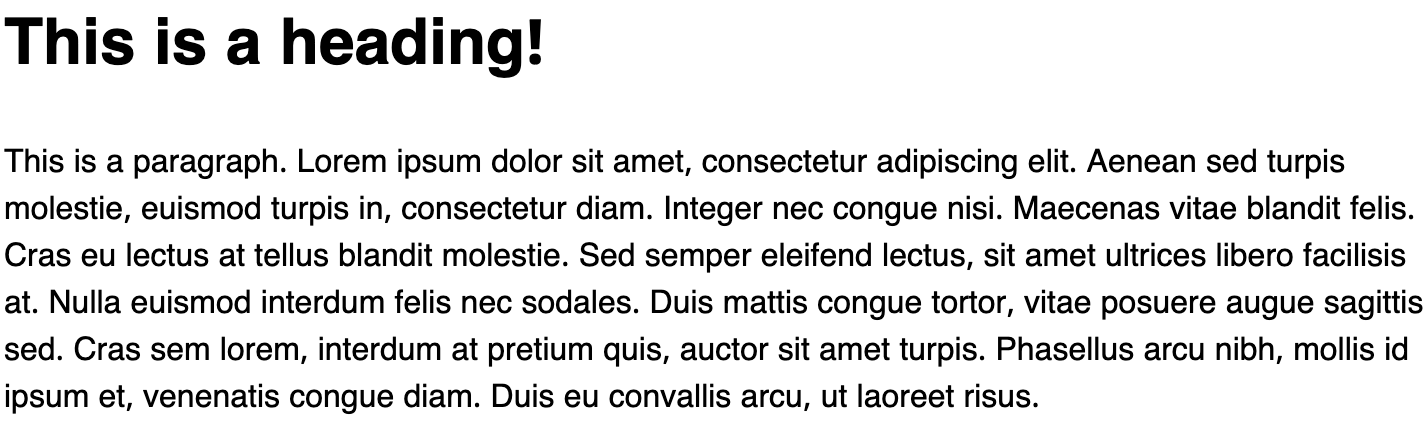 This is a heading!
This is a paragraph. Lorem ipsum dolor sit amet, consectetur adipiscing elit. Aenean sed turpis
molestie, euismod turpis in, consectetur diam. Integer nec congue nisi. Maecenas vitae blandit felis.
Cras eu lectus at tellus blandit molestie. Sed semper eleifend lectus, sit amet ultrices libero facilisis
at. Nulla euismod interdum felis nec sodales. Duis mattis congue tortor, vitae posuere augue sagittis
sed. Cras sem lorem, interdum at pretium quis, auctor sit amet turpis. Phasellus arcu nibh, mollis id
ipsum et, venenatis congue diam. Duis eu convallis arcu, ut laoreet risus.